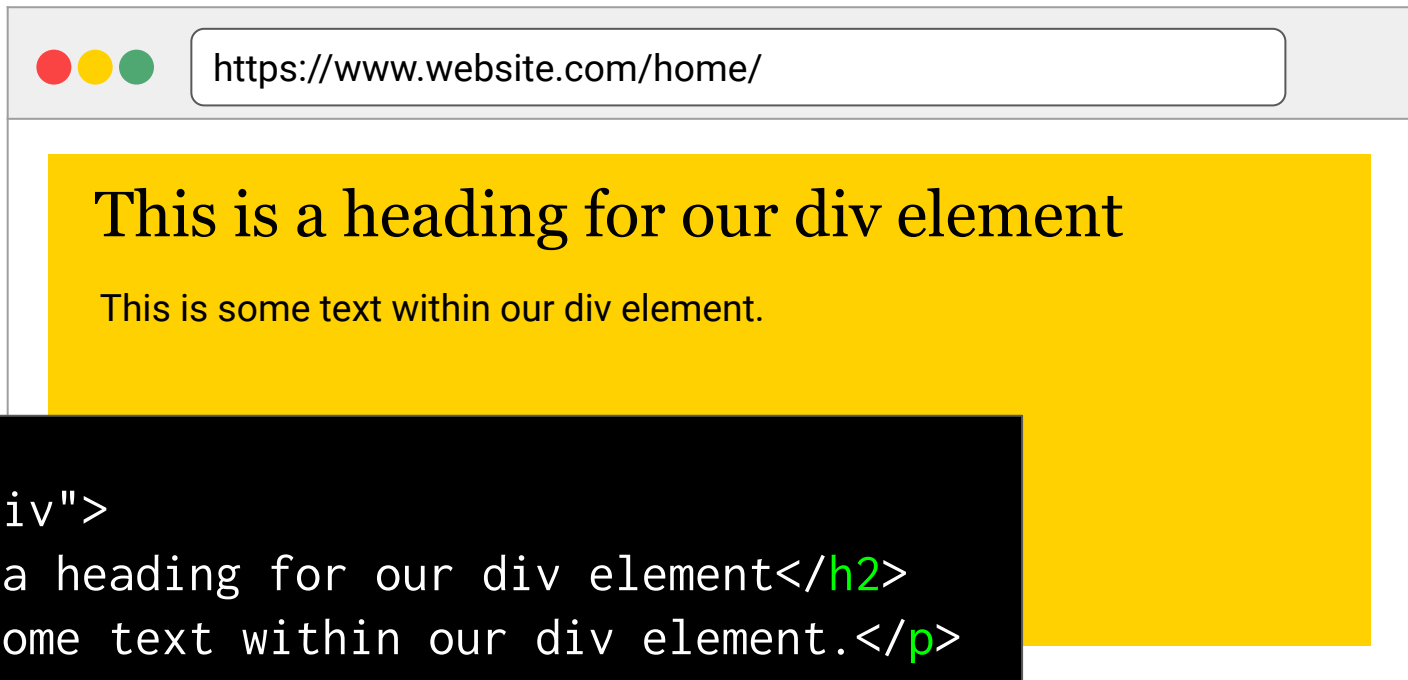 https://www.website.com/home/
This is a heading for our div element
This is some text within our div element.
iv">
a heading for our div element</h2>
ome text within our div element.</p>